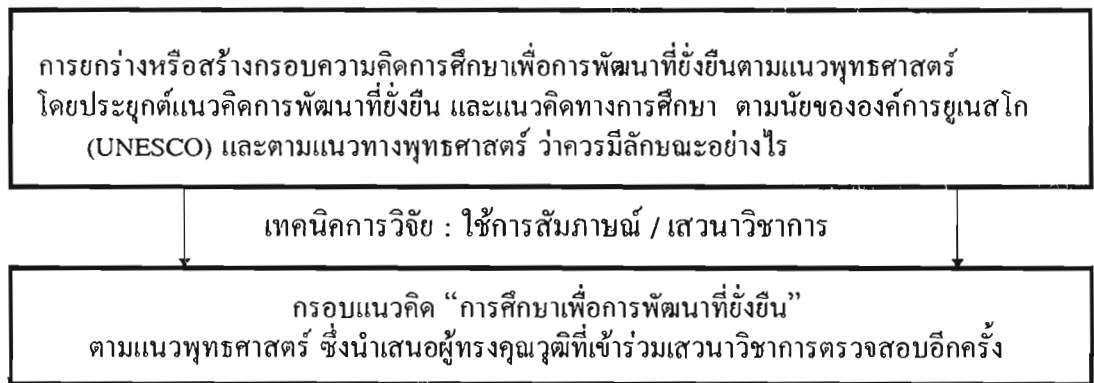 การยกร่างหรือสร้างกรอบความคิดการศึกษาเพื่อการพัฒนาที่ยั่งยืนตามแนวพุทธศาสตร์
โดยประยุกต์แนวคิดการพัฒนาที่ยั่งยืน และแนวคิดทางการศึกษา ตามนัยขององค์การยูเนสโก
(UNESCO) และตามแนวทางพุทธศาสตร์ ว่าควรมีลักษณะอย่างไร
เทคนิคการวิจัย : ใช้การสัมภาษณ์ / เสวนาวิชาการ
กรอบแนวคิด “การศึกษาเพื่อการพัฒนาที่ยั่งยืน”
ตามแนวพุทธศาสตร์ ซึ่งนำเสนอผู้ทรงคุณวุฒิที่เข้าร่วมเสวนาวิชาการตรวจสอบอีกครั้ง